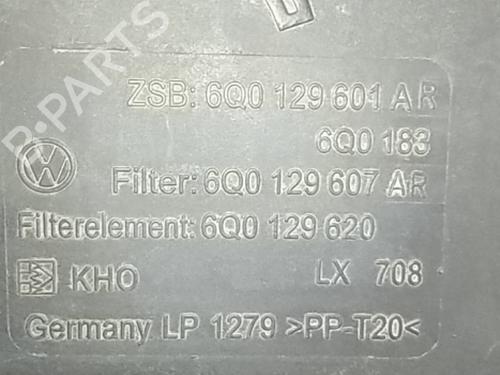 B-PARTS
ZSB: 6Q0 129 601 AR
6Q0 183
Filter: 6Q0 129 607 AR
Filterelement: 6Q0 129 620
KHO LX 708
Germany LP 1279 >PP-T20<